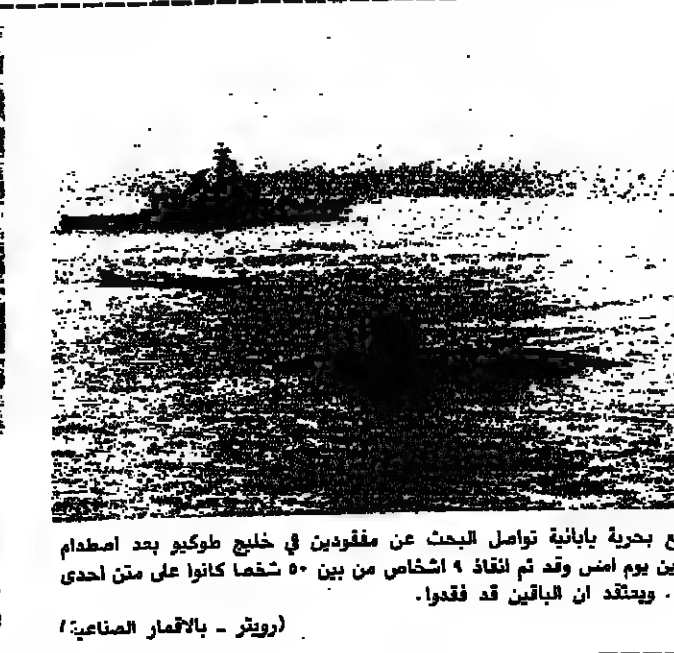 ع بحرية يابانية تواصل البحث عن مفقودين في خليج طوكيو بعد اصطدام
ين يوم امس وقد تم انقاذ ٩ اشخاص من بين ٥٠ شخصا كانوا على متن احدى
. ويعتقد ان الباقين قد فقدوا.
(رويتر ـ بالاقمار الصناعية)